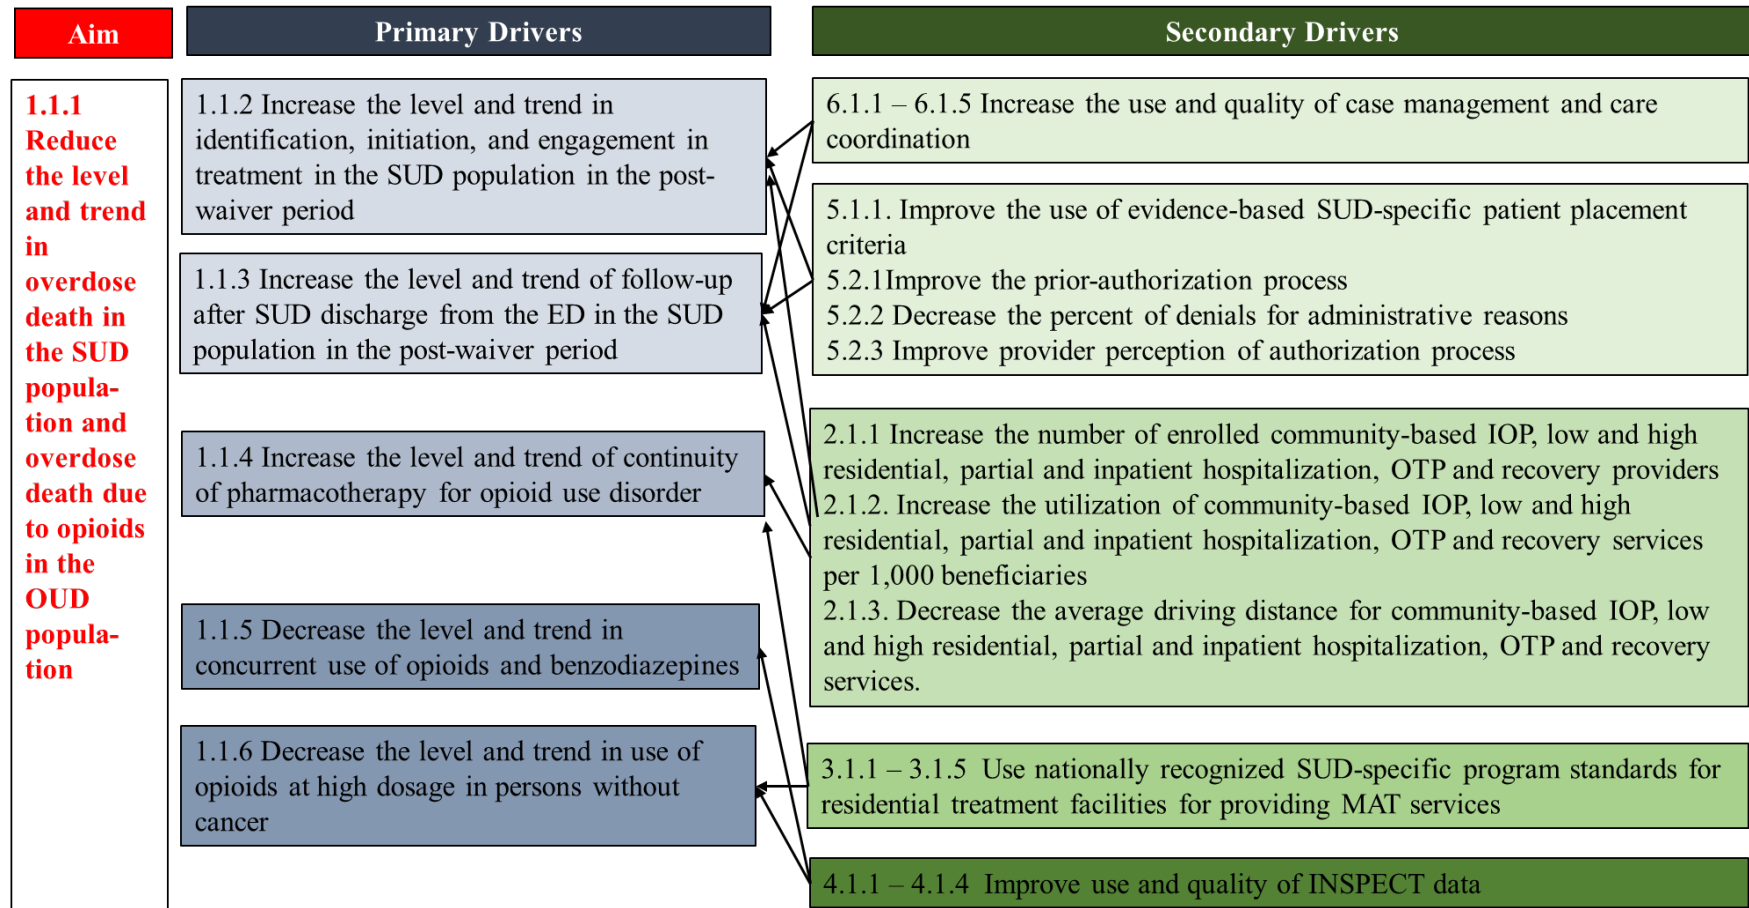 Aim
Primary Drivers
Secondary Drivers
1.1.1
Reduce
the level
and trend
in
overdose
death in
the SUD
popula-
tion and
overdose
death due
to opioids
in the
OUD
popula-
tion
1.1.2 Increase the level and trend in
identification, initiation, and engagement in
treatment in the SUD population in the post-
waiver period
1.1.3 Increase the level and trend of follow-up
after SUD discharge from the ED in the SUD
population in the post-waiver period
1.1.4 Increase the level and trend of continuity
of pharmacotherapy for opioid use disorder
1.1.5 Decrease the level and trend in
concurrent use of opioids and benzodiazepines
1.1.6 Decrease the level and trend in use of
opioids at high dosage in persons without
cancer
6.1.1 – 6.1.5 Increase the use and quality of case management and care
coordination
5.1.1. Improve the use of evidence-based SUD-specific patient placement
criteria
5.2.1Improve the prior-authorization process
5.2.2 Decrease the percent of denials for administrative reasons
5.2.3 Improve provider perception of authorization process
2.1.1 Increase the number of enrolled community-based IOP, low and high
residential, partial and inpatient hospitalization, OTP and recovery providers
2.1.2. Increase the utilization of community-based IOP, low and high
residential, partial and inpatient hospitalization, OTP and recovery services
per 1,000 beneficiaries
2.1.3. Decrease the average driving distance for community-based IOP, low
and high residential, partial and inpatient hospitalization, OTP and recovery
services.
3.1.1 – 3.1.5 Use nationally recognized SUD-specific program standards for
residential treatment facilities for providing MAT services
4.1.1 – 4.1.4 Improve use and quality of INSPECT data